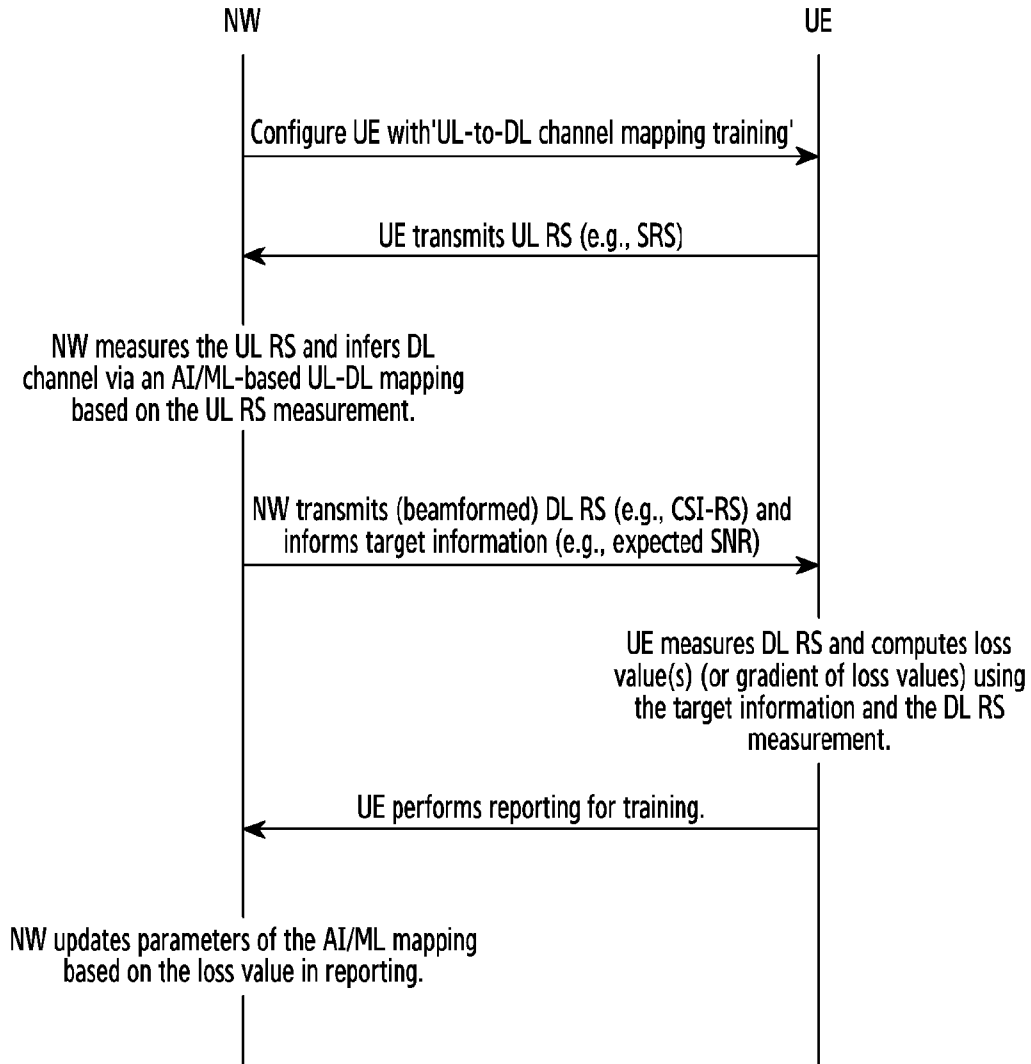 NW
UE
Configure UE with'UL-to-DL channel mapping training'
UE transmits UL RS (e.g., SRS)
NW measures the UL RS and infers DL
channel via an AI/ML-based UL-DL mapping
based on the UL RS measurement.
NW transmits (beamformed) DL RS (e.g., CSI-RS) and
informs target information (e.g., expected SNR)
UE measures DL RS and computes loss
value(s) (or gradient of loss values) using
the target information and the DL RS
measurement.
UE performs reporting for training.
NW updates parameters of the AI/ML mapping
based on the loss value in reporting.